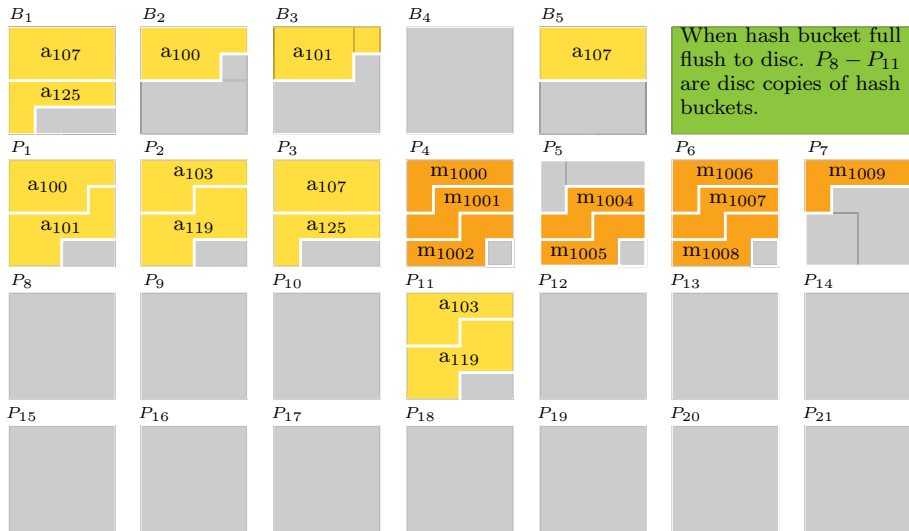 B1 B2 B3 B4 B5
a107 a100 a101 a107
a125
When hash bucket full
flush to disc. P8 − P11
are disc copies of hash
buckets.
P1 P2 P3 P4 P5 P6 P7
a100 a103 a107 m1000 m1006 m1009
m1001 m1004 m1007
a101 a119 a125
m1002 m1005 m1008
P8 P9 P10 P11 P12 P13 P14
a103
a119
P15 P16 P17 P18 P19 P20 P21